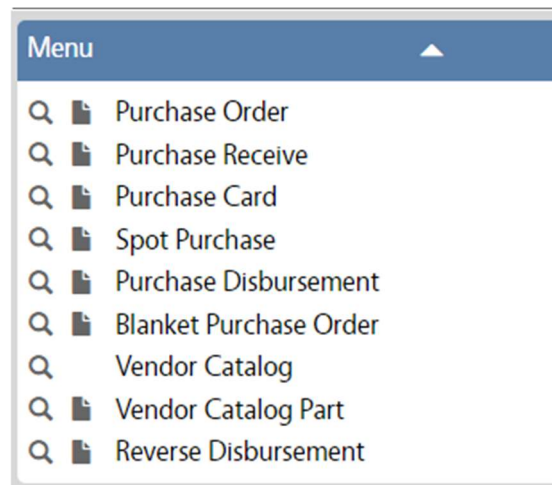 Menu
Purchase Order
Purchase Receive
Purchase Card
Spot Purchase
Purchase Disbursement
Blanket Purchase Order
Vendor Catalog
Vendor Catalog Part
Reverse Disbursement